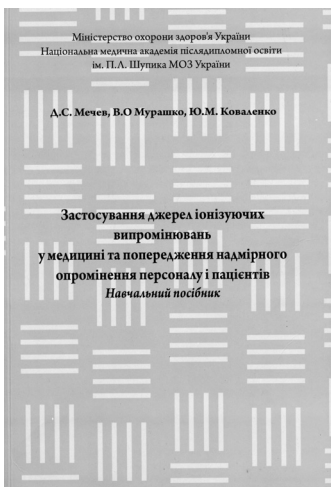 Міністерство охорони здоров'я України
Національна медична академія післядипломної освіти
ім. П.Л. Шупика МОЗ України
Д.С. Мечев, В.О Мурашко, Ю.М. Коваленко
Застосування джерел іонізуючих
випромінювань
у медицині та попередження надмірного
опромінення персоналу і пацієнтів
Навчальний посібник